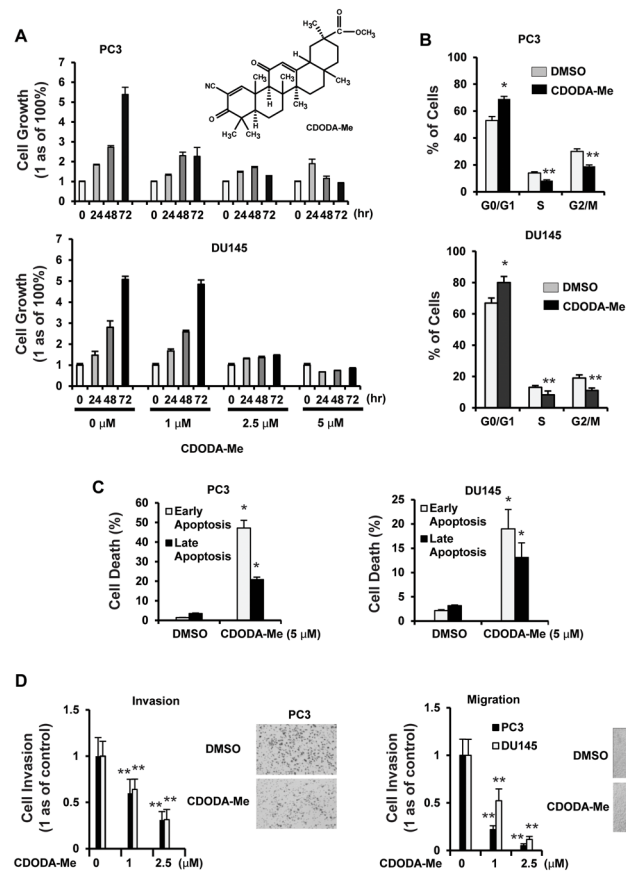 A
PC3
Cell Growth
(1 as of 100%)
7
6
5
4
3
2
1
0
0 24 48 72 0 24 48 72 0 24 48 72 0 24 48 72 (hr)
O
CH₃
C
OCH₃
O
NC
CH₃
H
CH₃
CH₃
CH₃
O
H
H
H₃C
CH₃
CDODA-Me
DU145
Cell Growth
(1 as of 100%)
6
5
4
3
2
1
0
0 24 48 72 0 24 48 72 0 24 48 72 0 24 48 72 (hr)
0 μM 1 μM 2.5 μM 5 μM
CDODA-Me
B
PC3
% of Cells
100
80
60
40
20
0
DMSO
CDODA-Me
*
**
**
G0/G1 S G2/M
DU145
% of Cells
100
80
60
40
20
0
DMSO
CDODA-Me
*
**
**
G0/G1 S G2/M
C
PC3
Cell Death (%)
60
50
40
30
20
10
0
Early
Apoptosis
Late
Apoptosis
*
*
DMSO CDODA-Me (5 μM)
DU145
Cell Death (%)
25
20
15
10
5
0
Early
Apoptosis
Late
Apoptosis
*
*
DMSO CDODA-Me (5 μM)
D
Invasion
Cell Invasion
(1 as of control)
1.5
1
0.5
0
** **
** **
CDODA-Me 0 1 2.5 (μM)
PC3
DMSO
CDODA-Me
Migration
Cell Invasion
(1 as of control)
1.5
1
0.5
0
PC3
DU145
**
**
**
**
CDODA-Me 0 1 2.5 (μM)
DMSO
CDODA-Me